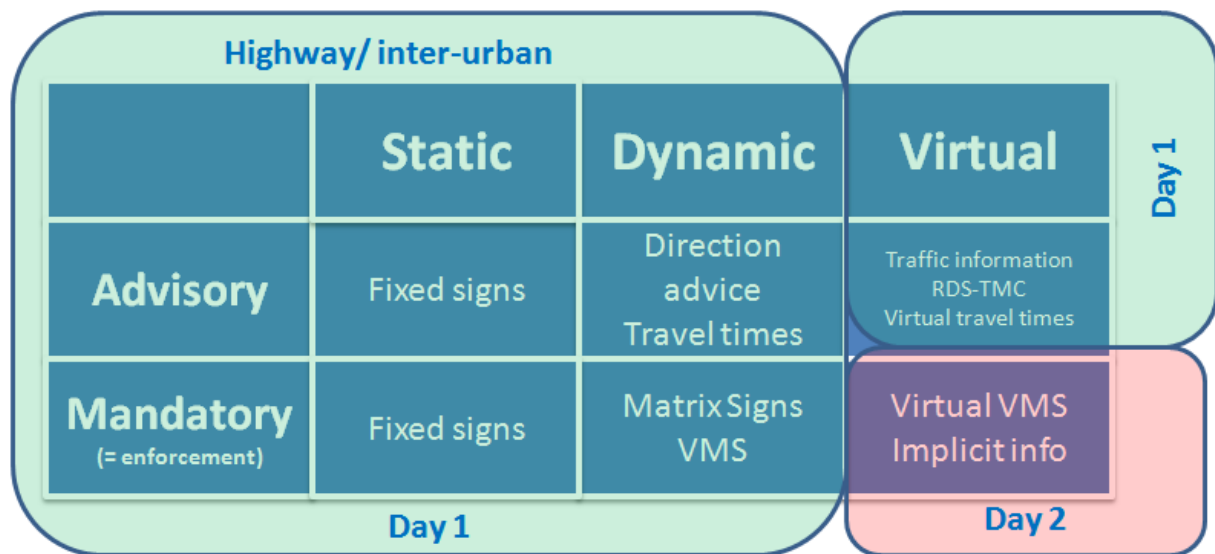 Highway/ inter-urban
Static
Dynamic
Virtual
Day 1
Advisory
Fixed signs
Direction
advice
Travel times
Traffic information
RDS-TMC
Virtual travel times
Mandatory
(= enforcement)
Fixed signs
Matrix Signs
VMS
Virtual VMS
Implicit info
Day 1
Day 2